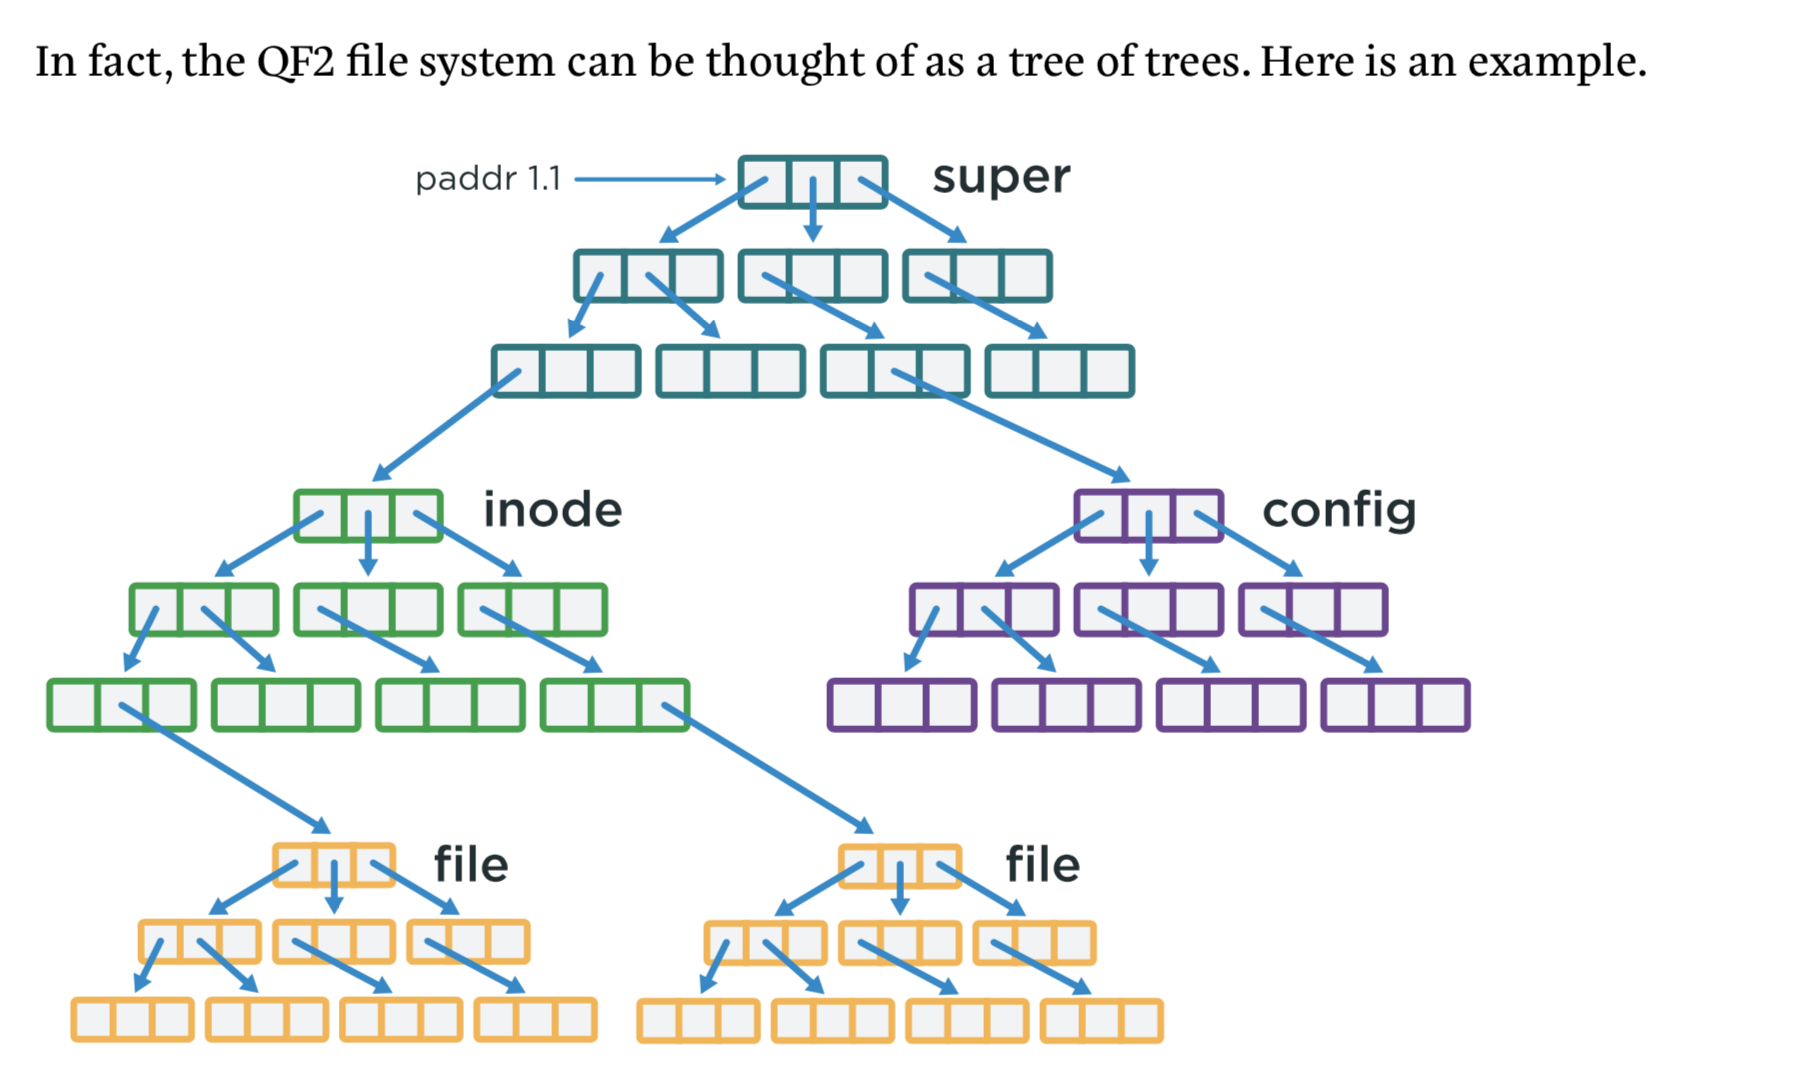 In fact, the QF2 file system can be thought of as a tree of trees. Here is an example.
paddr 1.1
super
inode
config
file
file